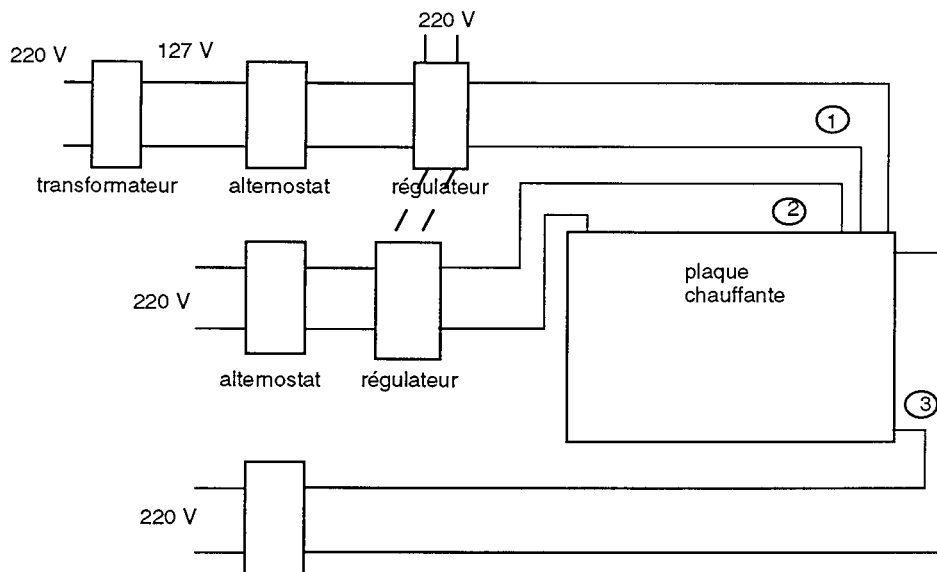 220 V
220 V
127 V
1
transformateur
alternostat
régulateur
2
plaque
chauffante
220 V
alternostat
régulateur
3
220 V